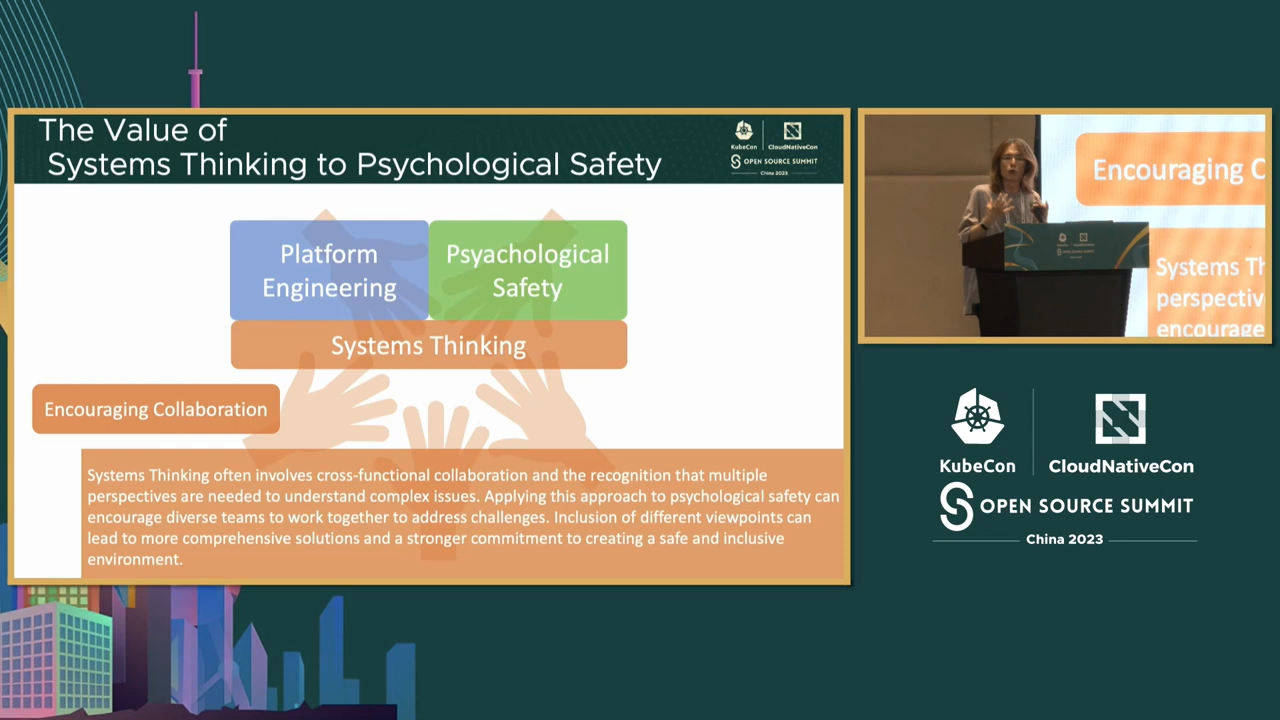 The Value of
Systems Thinking to Psychological Safety
KubeCon
CloudNativeCon
OPEN SOURCE SUMMIT
China 2023
Platform
Engineering
Psyachological
Safety
Systems Thinking
Encouraging Collaboration
Systems Thinking often involves cross-functional collaboration and the recognition that multiple
perspectives are needed to understand complex issues. Applying this approach to psychological safety can
encourage diverse teams to work together to address challenges. Inclusion of different viewpoints can
lead to more comprehensive solutions and a stronger commitment to creating a safe and inclusive
environment.
Encouraging C
Systems Th
perspectiv
encourage
KubeCon
CloudNativeCon
OPEN SOURCE SUMMIT
China 2023